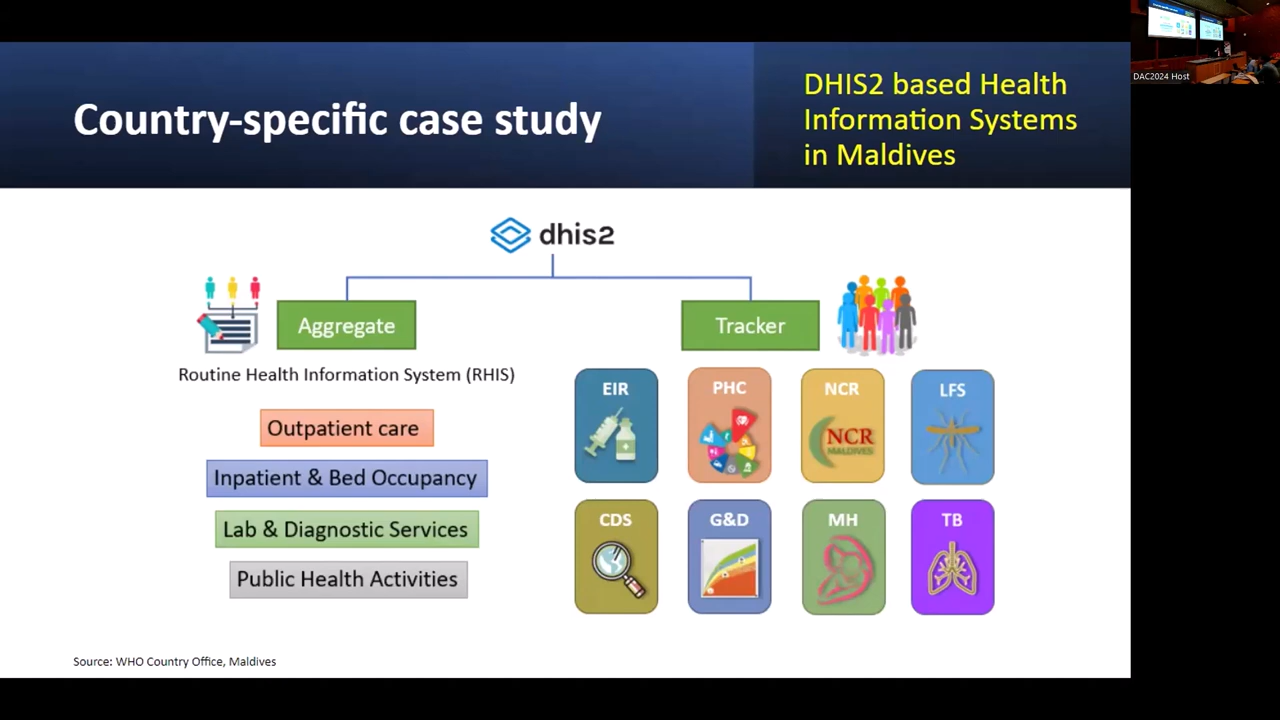 Country-specific case study
DHIS2 based Health
Information Systems
in Maldives
DAC2024 Host
dhis2
Aggregate
Tracker
Routine Health Information System (RHIS)
Outpatient care
Inpatient & Bed Occupancy
Lab & Diagnostic Services
Public Health Activities
EIR
PHC
NCR
NCR
MALDIVES
LFS
CDS
G&D
MH
TB
Source: WHO Country Office, Maldives